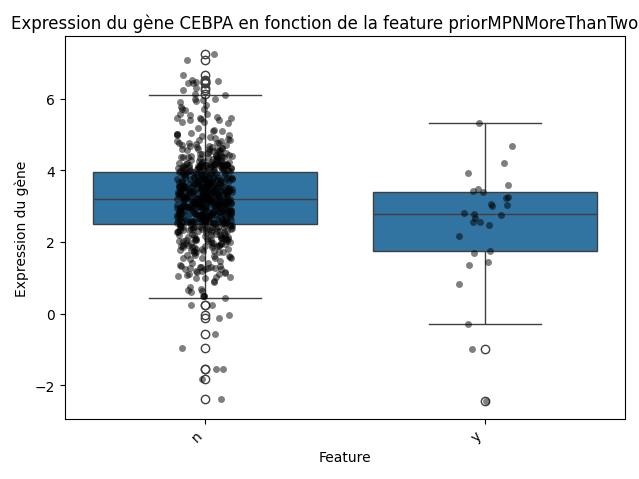 Expression du gène CEBPA en fonction de la feature priorMPNMoreThanTwo
Expression du gène
6
4
2
0
−2
n
y
Feature